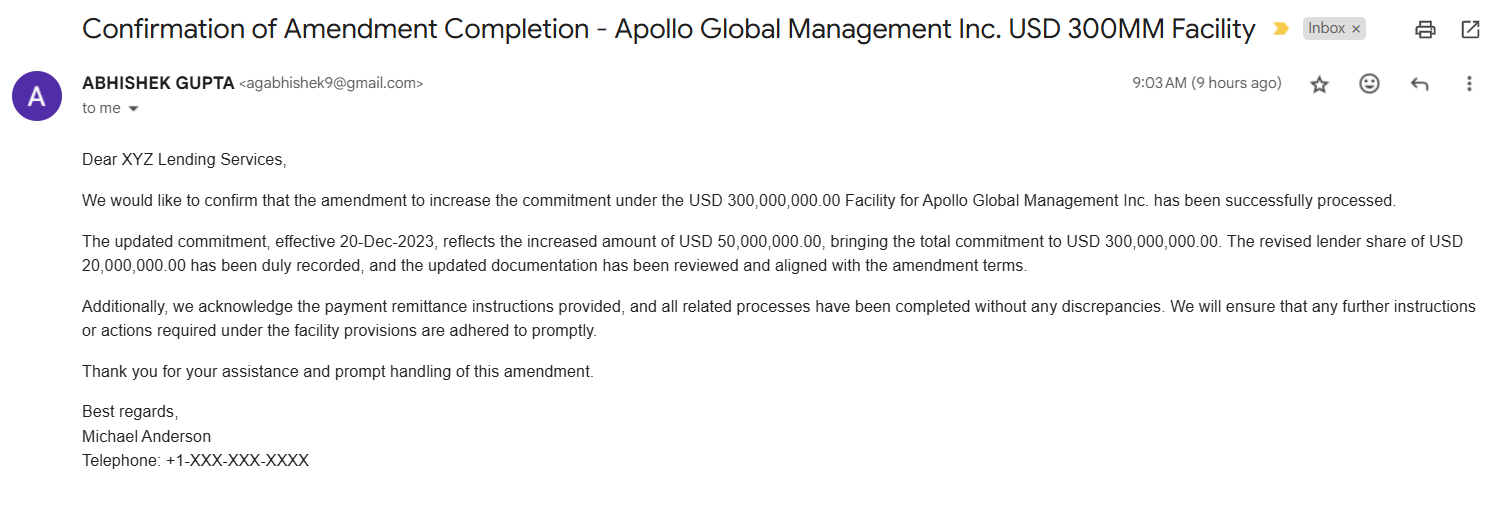 Confirmation of Amendment Completion - Apollo Global Management Inc. USD 300MM Facility
Inbox ×
A
ABHISHEK GUPTA <agabhishek9@gmail.com>
9:03 AM (9 hours ago)
to me
Dear XYZ Lending Services,
We would like to confirm that the amendment to increase the commitment under the USD 300,000,000.00 Facility for Apollo Global Management Inc. has been successfully processed.
The updated commitment, effective 20-Dec-2023, reflects the increased amount of USD 50,000,000.00, bringing the total commitment to USD 300,000,000.00. The revised lender share of USD
20,000,000.00 has been duly recorded, and the updated documentation has been reviewed and aligned with the amendment terms.
Additionally, we acknowledge the payment remittance instructions provided, and all related processes have been completed without any discrepancies. We will ensure that any further instructions
or actions required under the facility provisions are adhered to promptly.
Thank you for your assistance and prompt handling of this amendment.
Best regards,
Michael Anderson
Telephone: +1-XXX-XXX-XXXX